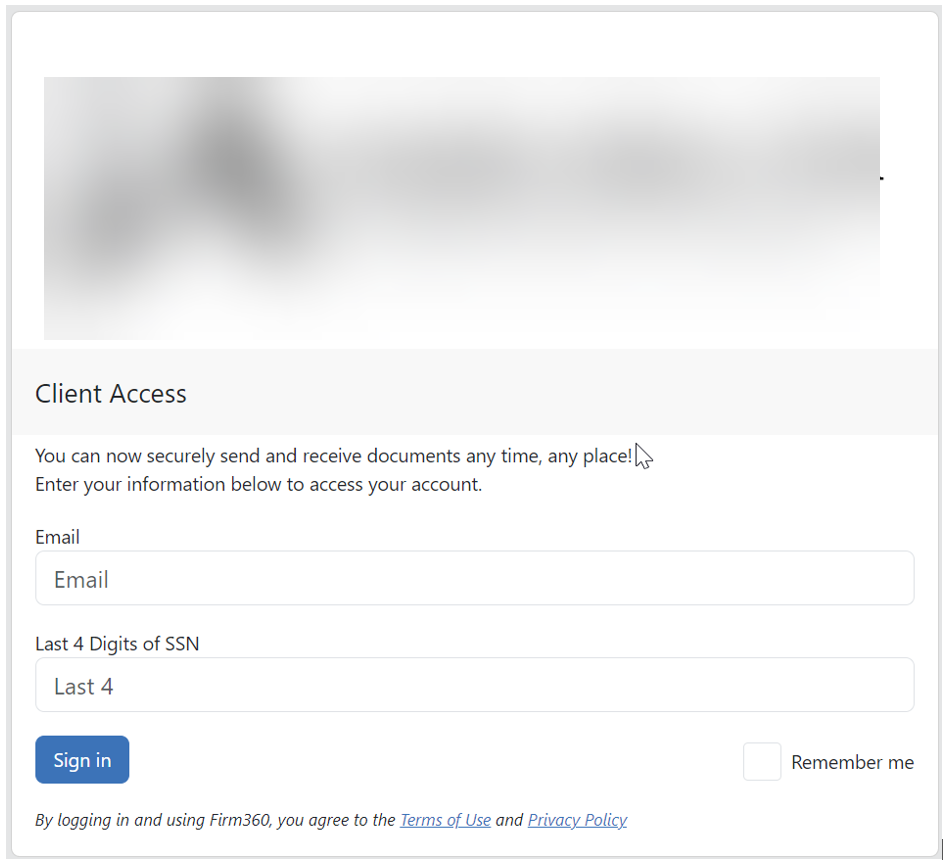 Client Access
You can now securely send and receive documents any time, any place!
Enter your information below to access your account.
Email
Email
Last 4 Digits of SSN
Last 4
Sign in
Remember me
By logging in and using Firm360, you agree to the Terms of Use and Privacy Policy